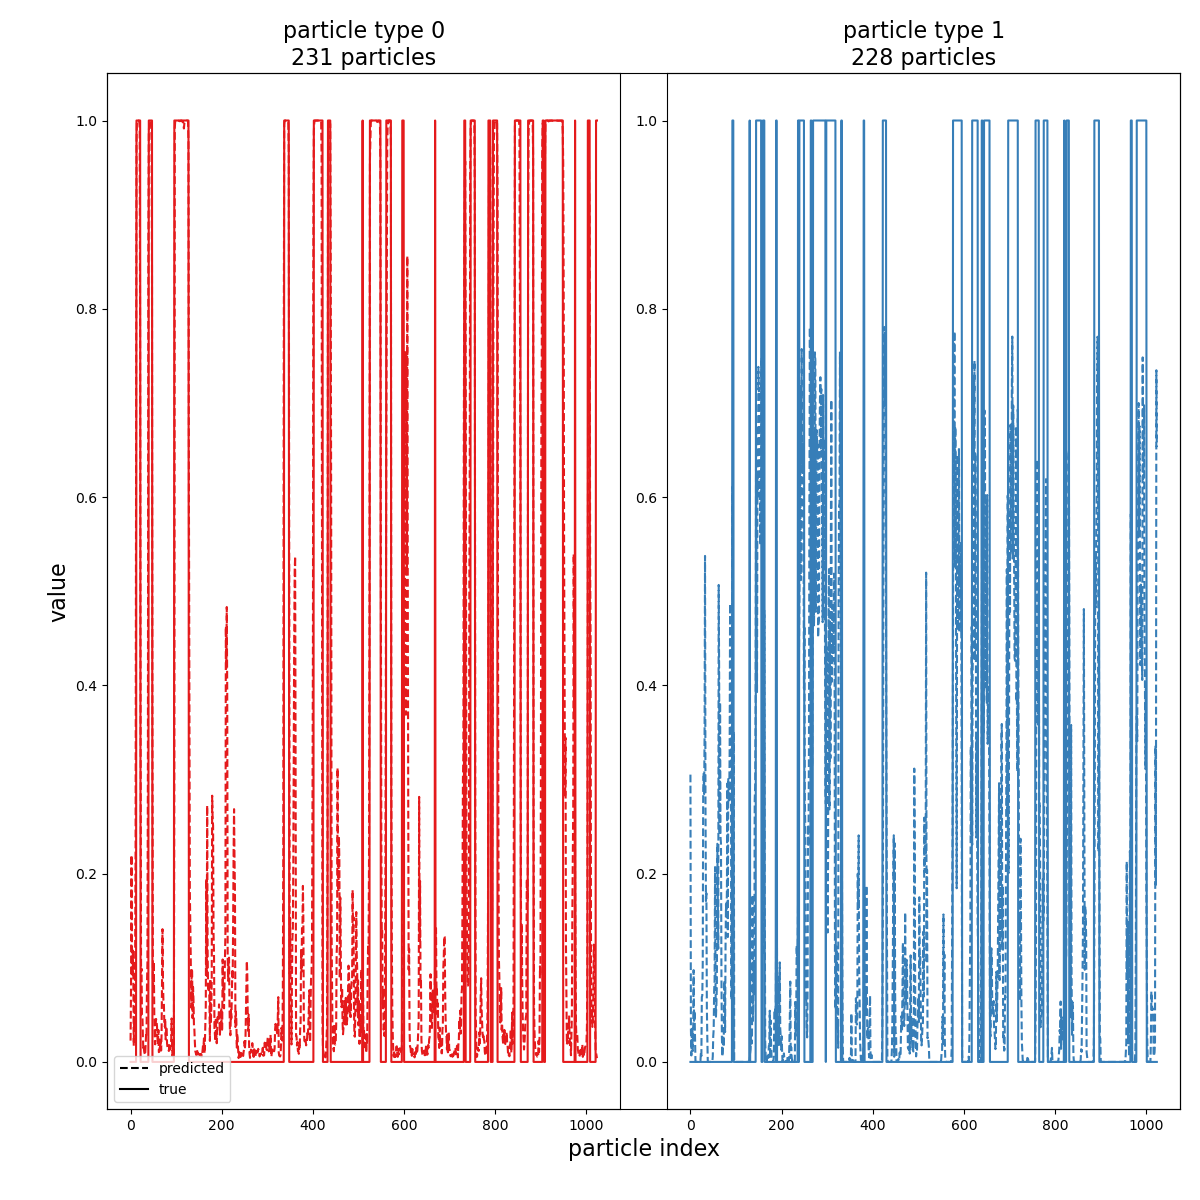 particle type 0
231 particles
particle type 1
228 particles
1.0
0.8
0.6
0.4
0.2
0.0
1.0
0.8
0.6
0.4
0.2
0.0
value
predicted
true
0 200 400 600 800 1000
0 200 400 600 800 1000
particle index